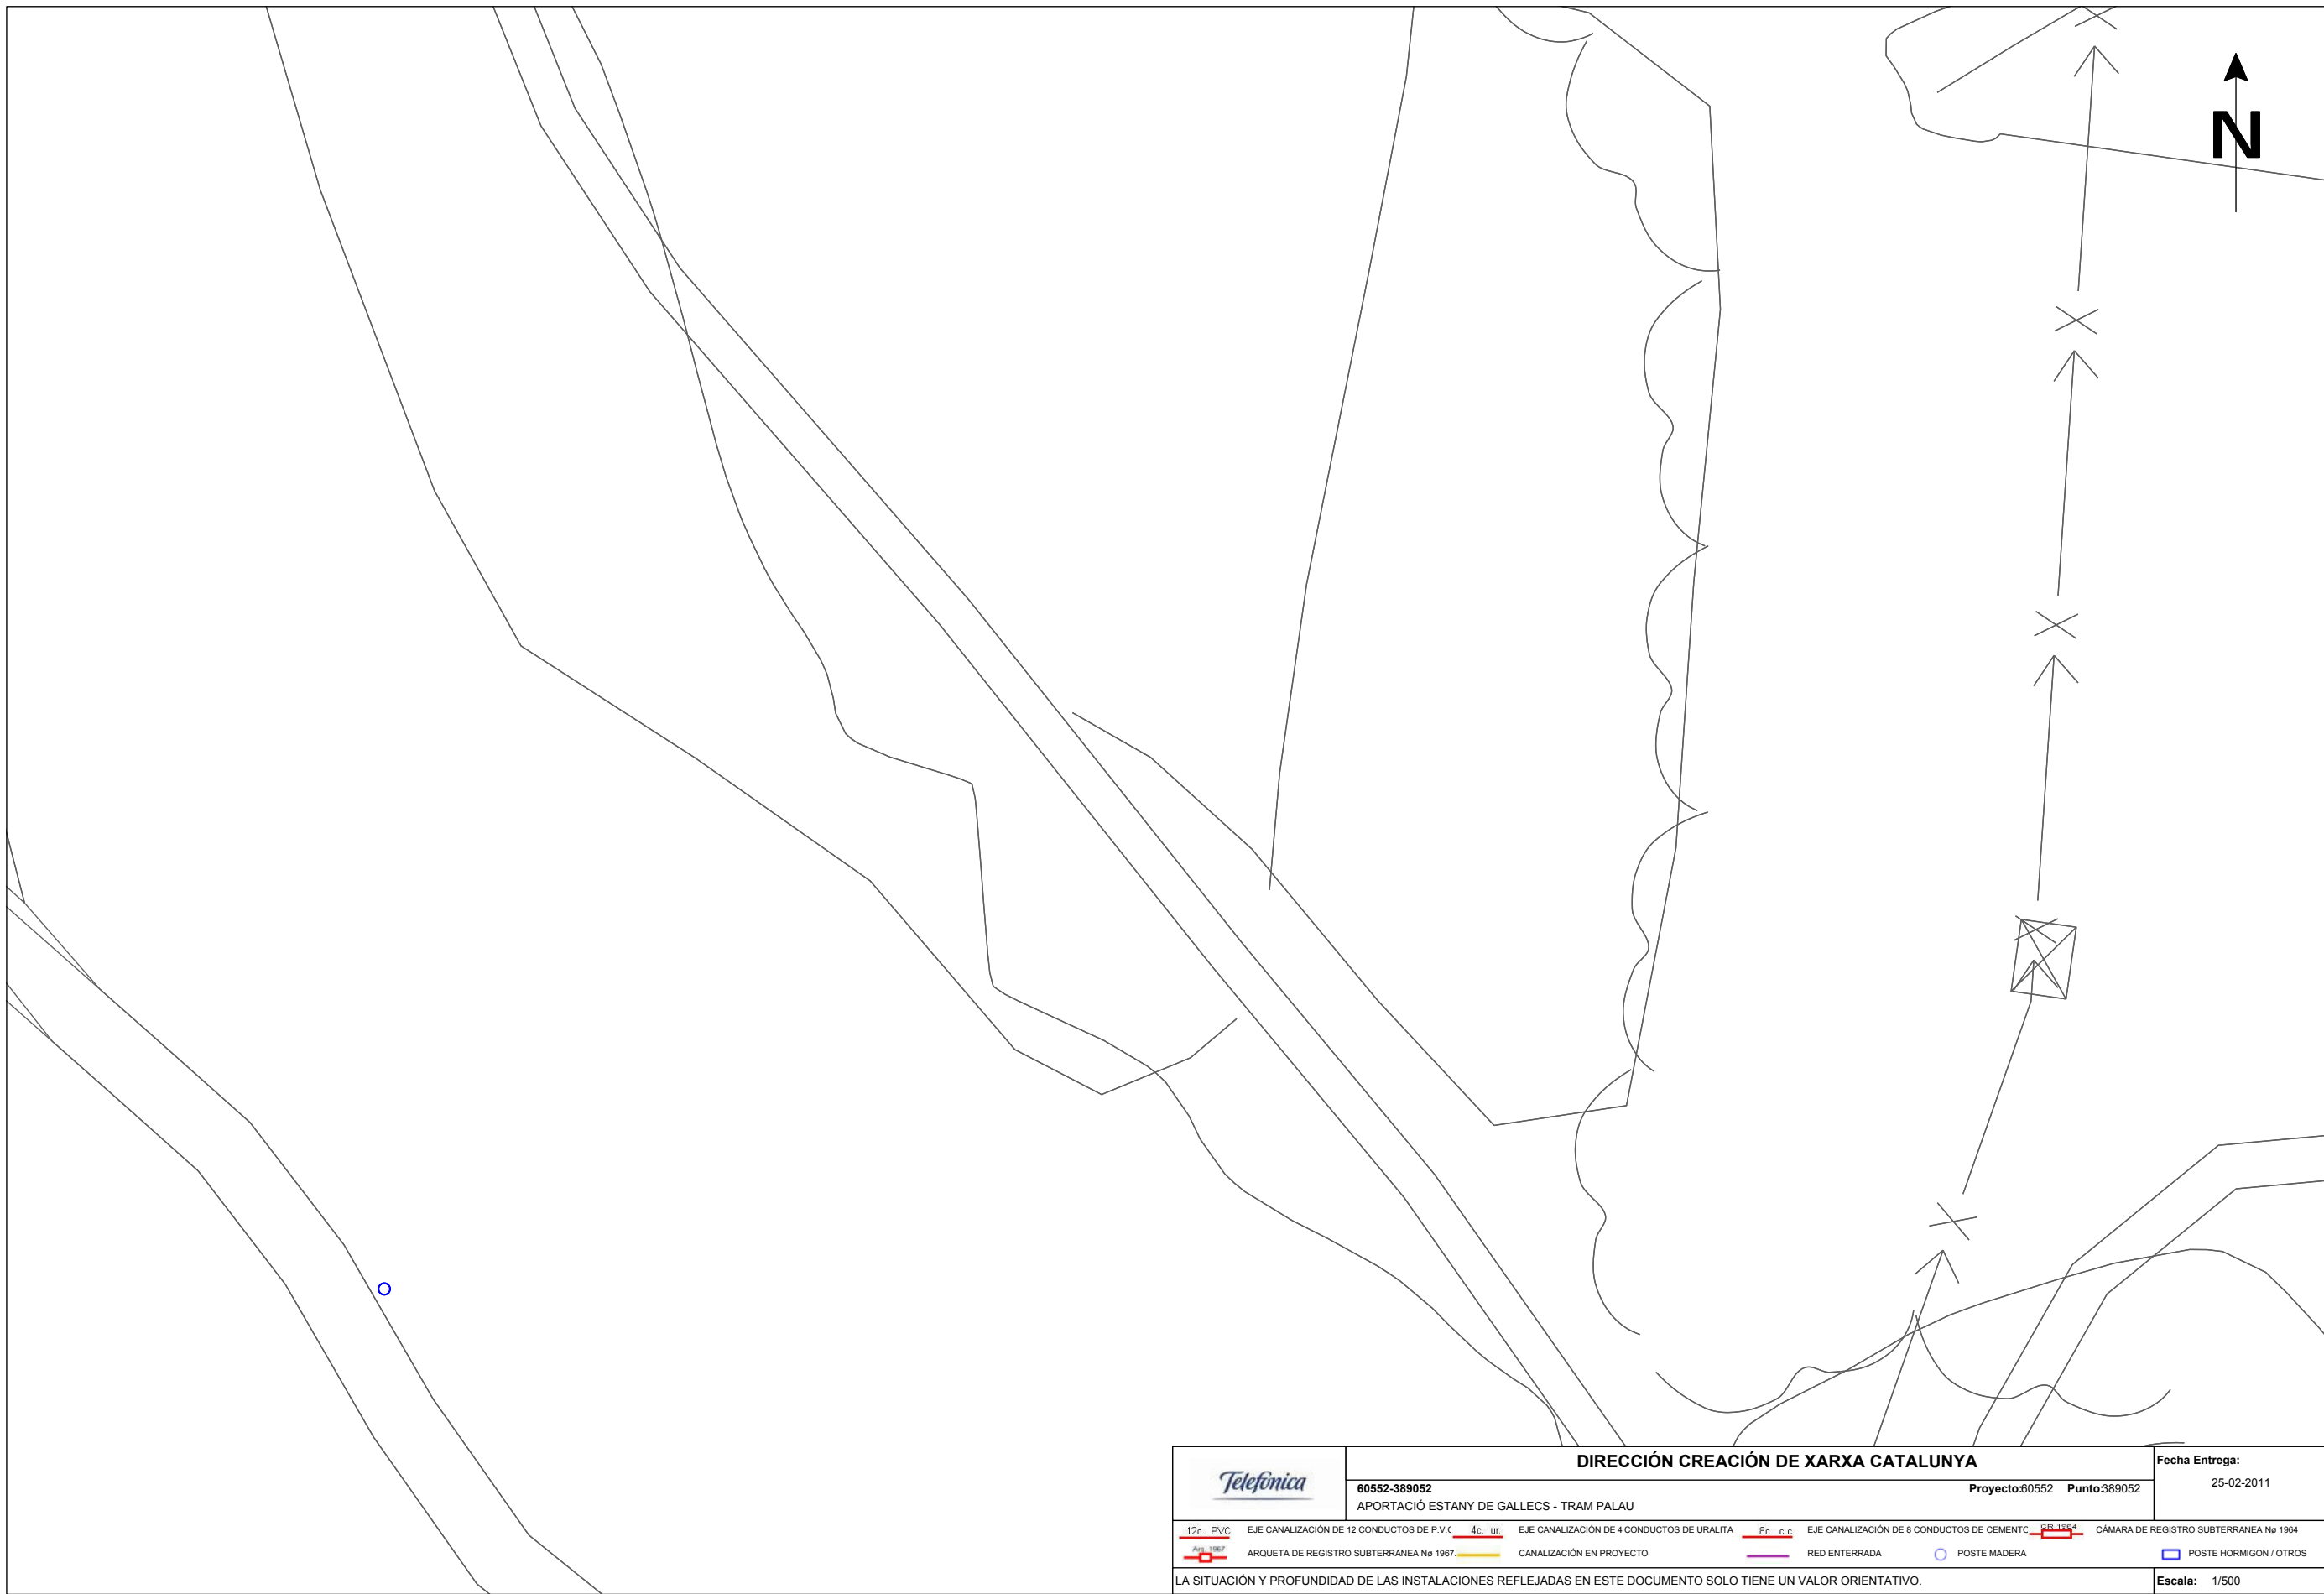 N
Telefónica
DIRECCIÓN CREACIÓN DE XARXA CATALUNYA
Fecha Entrega:
25-02-2011
60552-389052
Proyecto:60552 Punto:389052
APORTACIÓ ESTANY DE GALLECS - TRAM PALAU
12c. PVC EJE CANALIZACIÓN DE 12 CONDUCTOS DE P.V.C 4c. ur. EJE CANALIZACIÓN DE 4 CONDUCTOS DE URALITA 8c. c.c. EJE CANALIZACIÓN DE 8 CONDUCTOS DE CEMENTO C.R. 1964 CÁMARA DE REGISTRO SUBTERRANEA Nø 1964
Arq. 1967 ARQUETA DE REGISTRO SUBTERRANEA Nø 1967. CANALIZACIÓN EN PROYECTO RED ENTERRADA POSTE MADERA POSTE HORMIGON / OTROS
LA SITUACIÓN Y PROFUNDIDAD DE LAS INSTALACIONES REFLEJADAS EN ESTE DOCUMENTO SOLO TIENE UN VALOR ORIENTATIVO.
Escala: 1/500